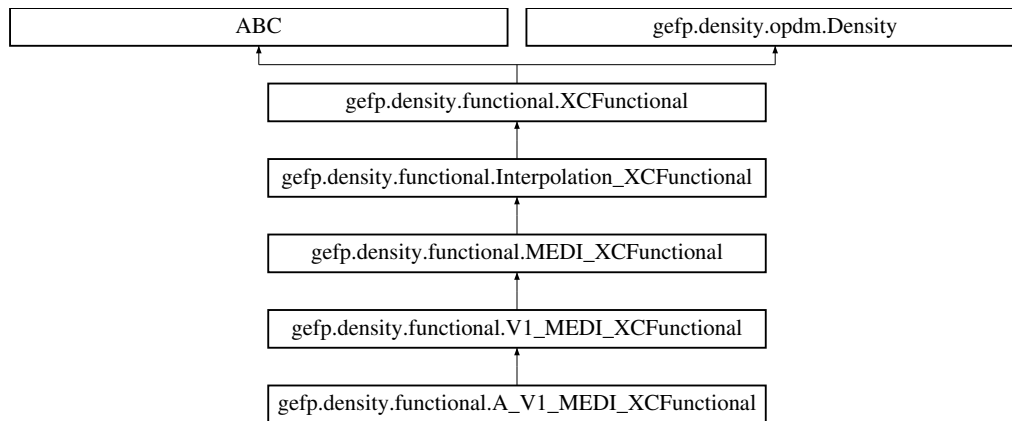 ABC
gefp.density.opdm.Density
gefp.density.functional.XCFunctional
gefp.density.functional.Interpolation_XCFunctional
gefp.density.functional.MEDI_XCFunctional
gefp.density.functional.V1_MEDI_XCFunctional
gefp.density.functional.A_V1_MEDI_XCFunctional